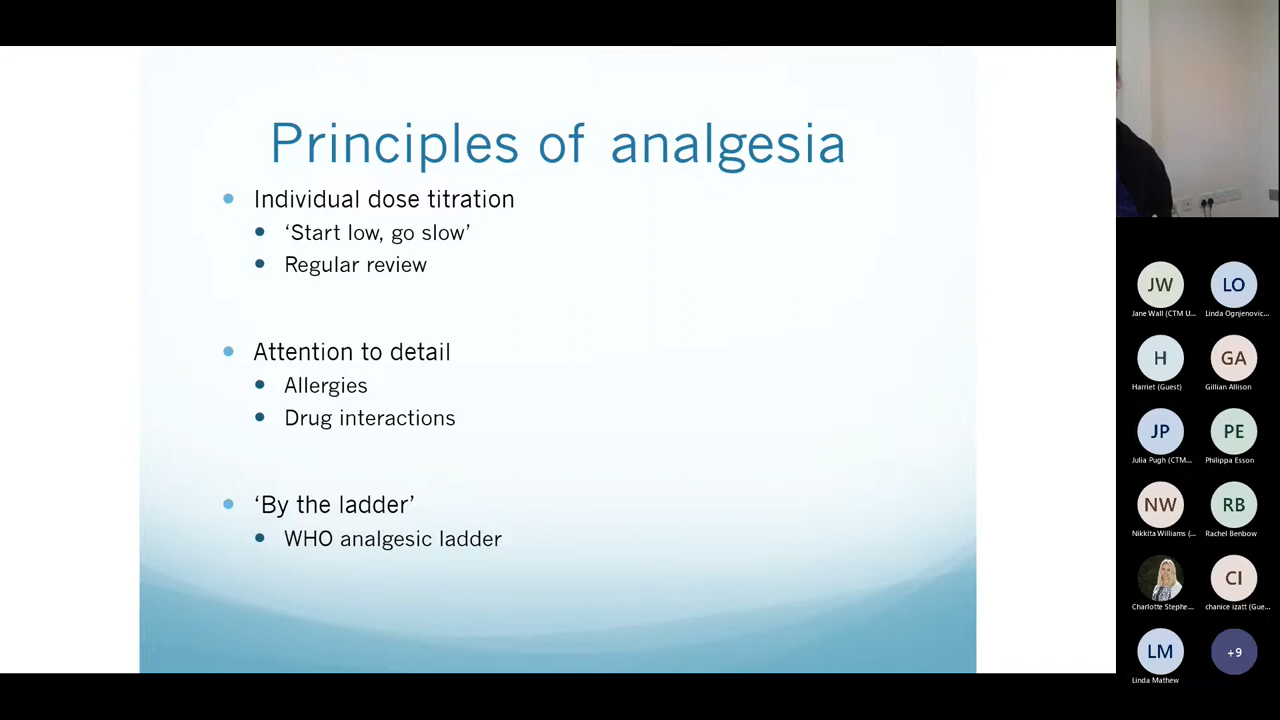 Principles of analgesia
Individual dose titration
‘Start low, go slow’
Regular review
Attention to detail
Allergies
Drug interactions
‘By the ladder’
WHO analgesic ladder
JW
LO
Jane Wall (CTM U...
Linda Ognjenovic...
H
GA
Harriet (Guest)
Gillian Allison
JP
PE
Julia Pugh (CTM...
Philippa Esson
NW
RB
Nikkita Williams (...
Rachel Benbow
CI
Charlotte Stephe...
chanice izatt (Gue...
LM
+9
Linda Mathew